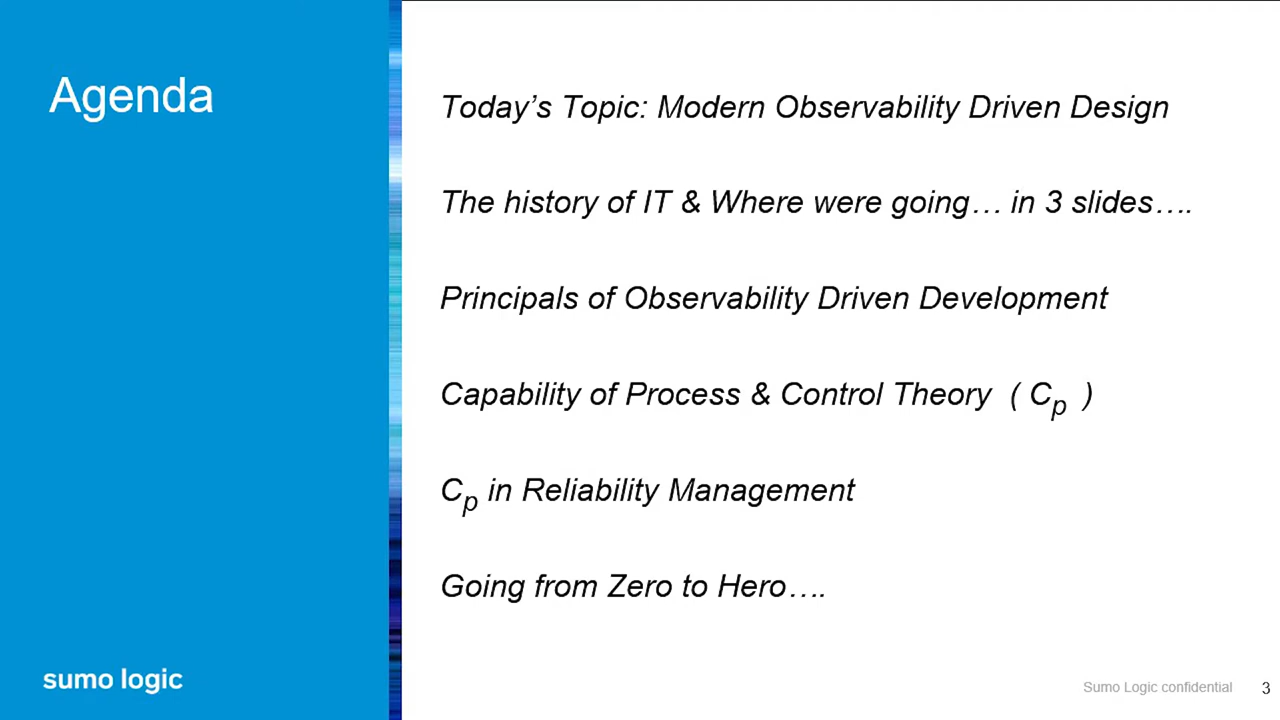 Agenda
Today’s Topic: Modern Observability Driven Design
The history of IT & Where were going… in 3 slides….
Principals of Observability Driven Development
Capability of Process & Control Theory ( Cp )
Cp in Reliability Management
Going from Zero to Hero….
sumo logic
Sumo Logic confidential 3